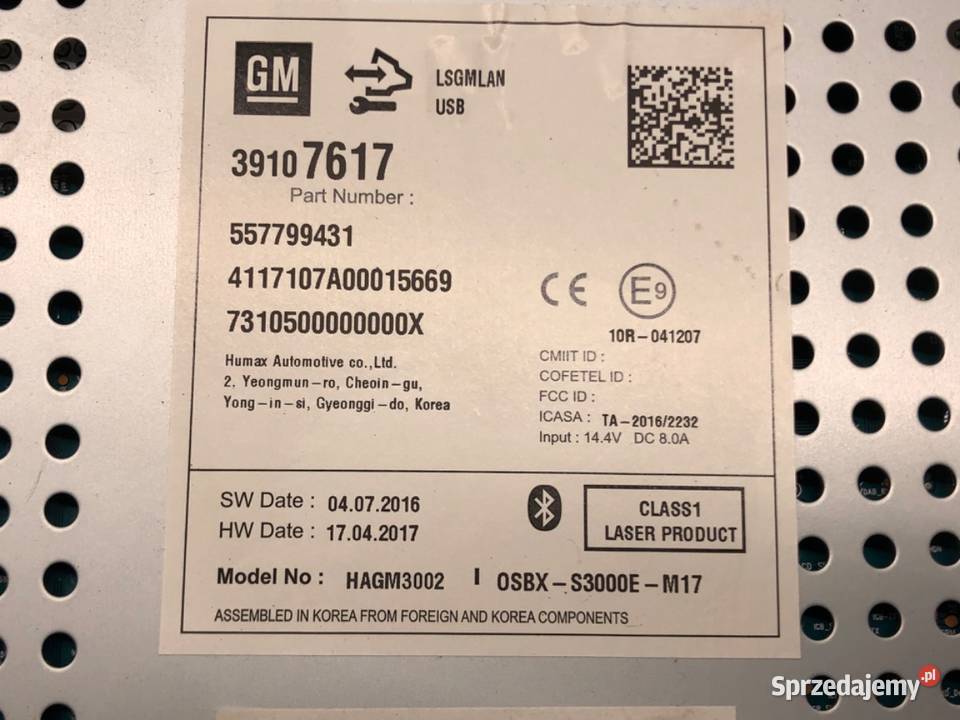 GM
LSGMLAN
USB
39107617
Part Number :
557799431
4117107A00015669
7310500000000X
Humax Automotive co.,Ltd.
2, Yeongmun-ro, Cheoin-gu,
Yong-in-si, Gyeonggi-do, Korea
CE E9
10R-041207
CMIIT ID :
COFETEL ID :
FCC ID :
ICASA : TA-2016/2232
Input : 14.4V DC 8.0A
SW Date : 04.07.2016
HW Date : 17.04.2017
CLASS1
LASER PRODUCT
Model No : HAGM3002 I OSBX-S3000E-M17
ASSEMBLED IN KOREA FROM FOREIGN AND KOREA COMPONENTS
Sprzedajemy.pl